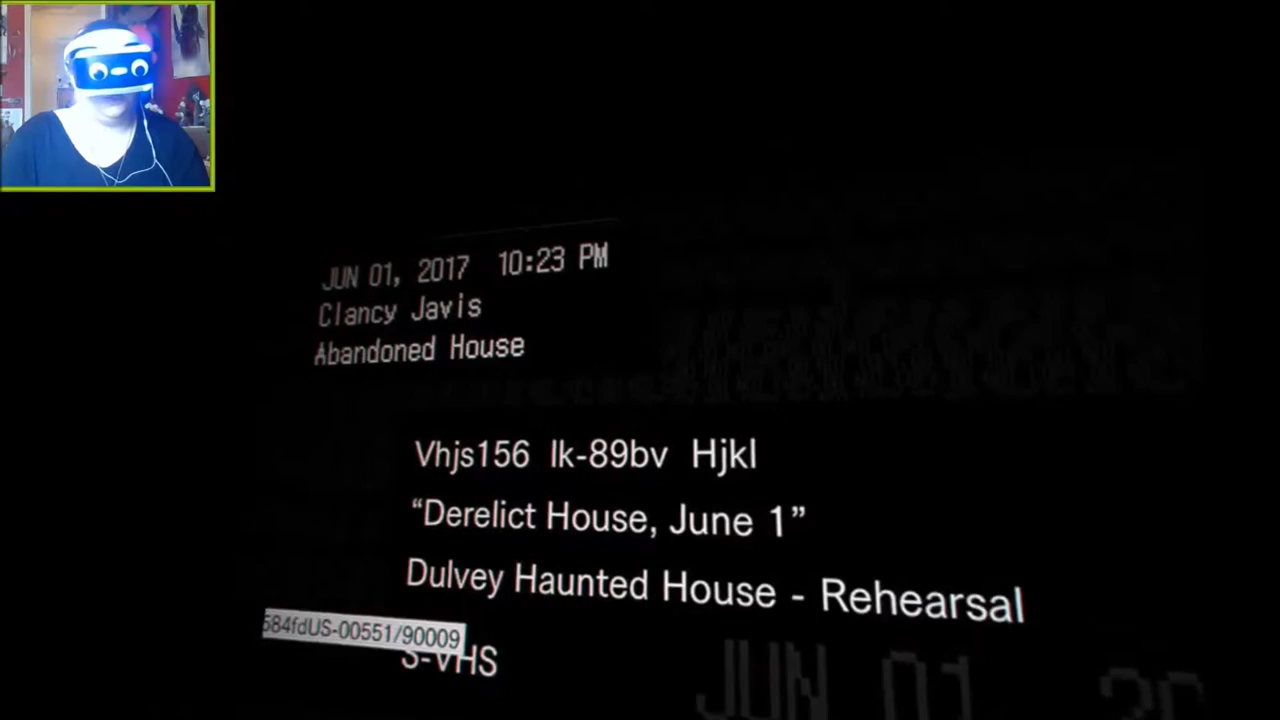 JUN 01, 2017 10:23 PM
Clancy Javis
Abandoned House
Vhjs156 lk-89bv Hjkl
“Derelict House, June 1”
Dulvey Haunted House - Rehearsal
584fdUS-00551/90009
S-VHS
JUN 01